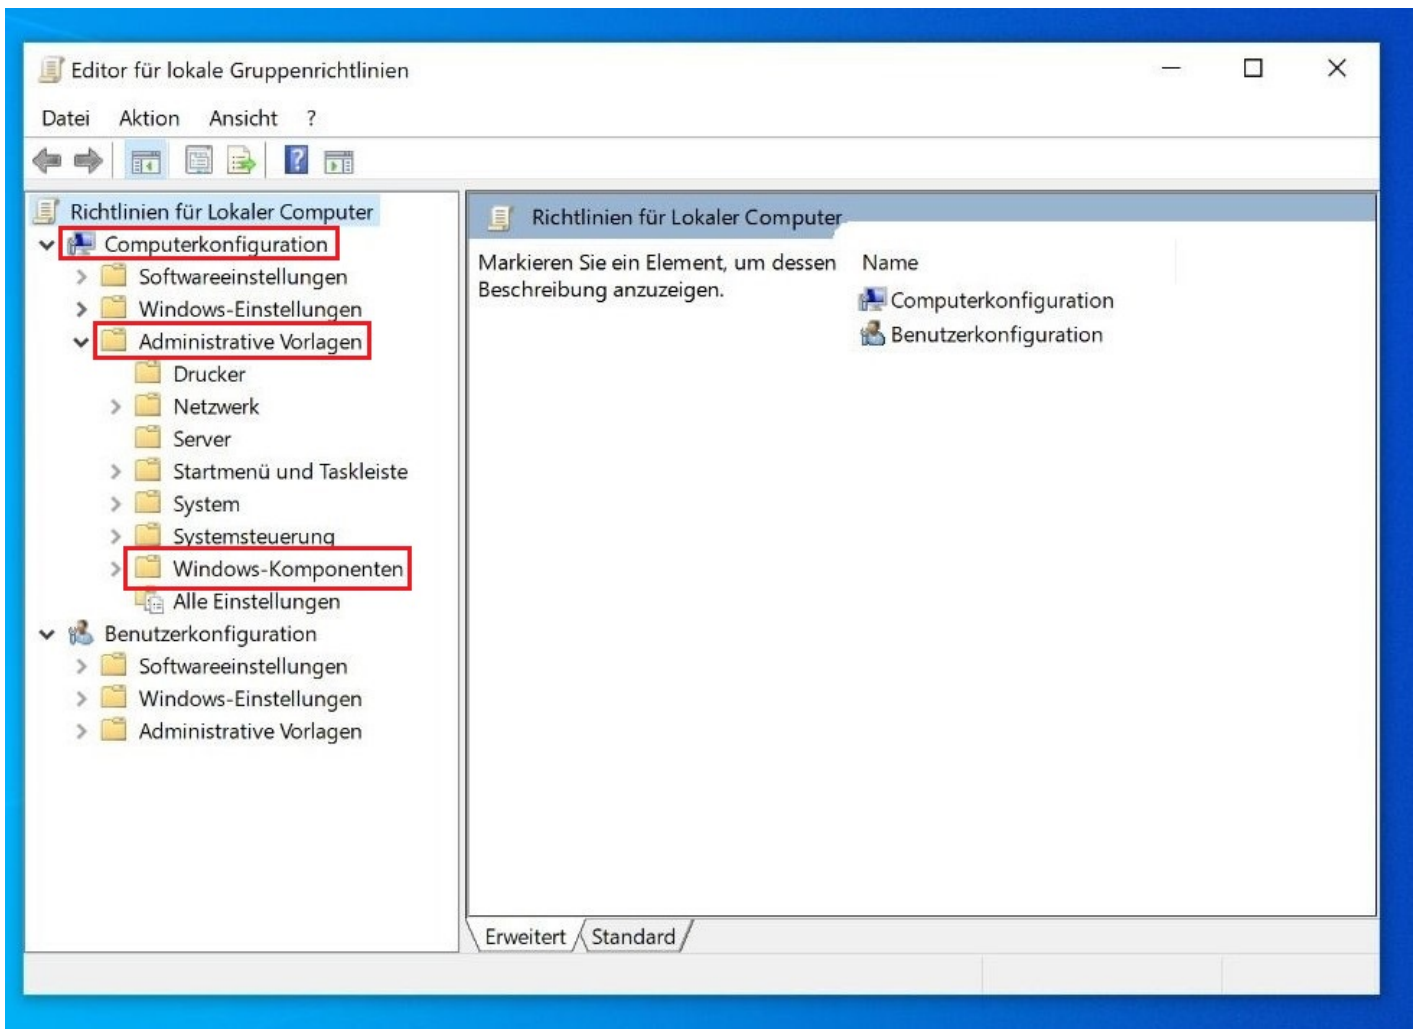 Editor für lokale Gruppenrichtlinien
Datei Aktion Ansicht ?
Richtlinien für Lokaler Computer
Computerkonfiguration
Softwareeinstellungen
Windows-Einstellungen
Administrative Vorlagen
Drucker
Netzwerk
Server
Startmenü und Taskleiste
System
Systemsteuerung
Windows-Komponenten
Alle Einstellungen
Benutzerkonfiguration
Softwareeinstellungen
Windows-Einstellungen
Administrative Vorlagen
Richtlinien für Lokaler Computer
Markieren Sie ein Element, um dessen
Beschreibung anzuzeigen.
Name
Computerkonfiguration
Benutzerkonfiguration
Erweitert Standard